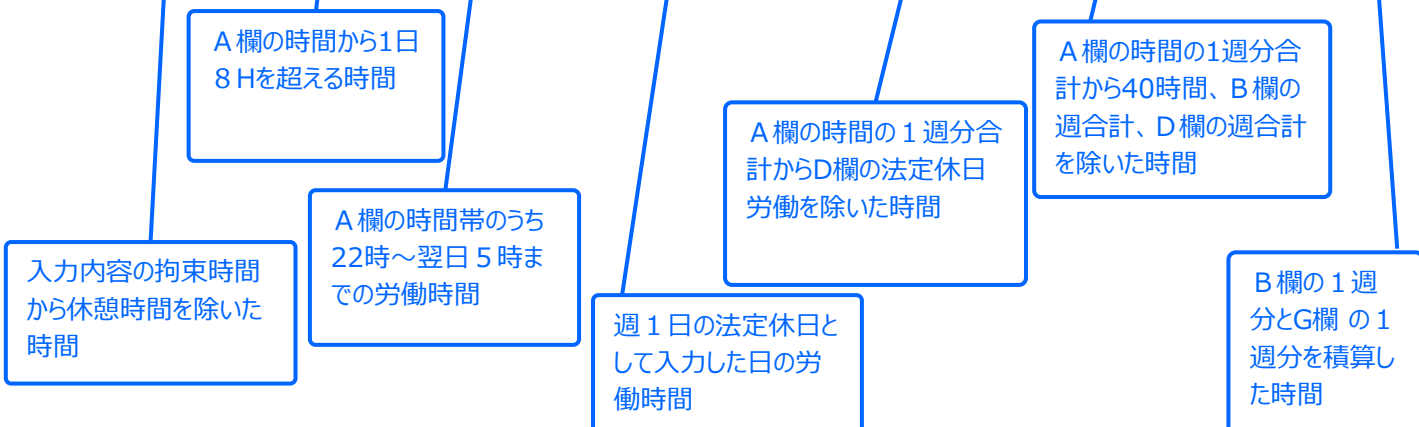 入力内容の拘束時間
から休憩時間を除いた
時間
A欄の時間から1日
８Hを超える時間
A欄の時間帯のうち
22時～翌日５時ま
での労働時間
週１日の法定休日と
して入力した日の労
働時間
A欄の時間の１週分合
計からD欄の法定休日
労働を除いた時間
A欄の時間の1週分合
計から40時間、B欄の
週合計、D欄の週合計
を除いた時間
B欄の１週
分とG欄 の１
週分を積算し
た時間